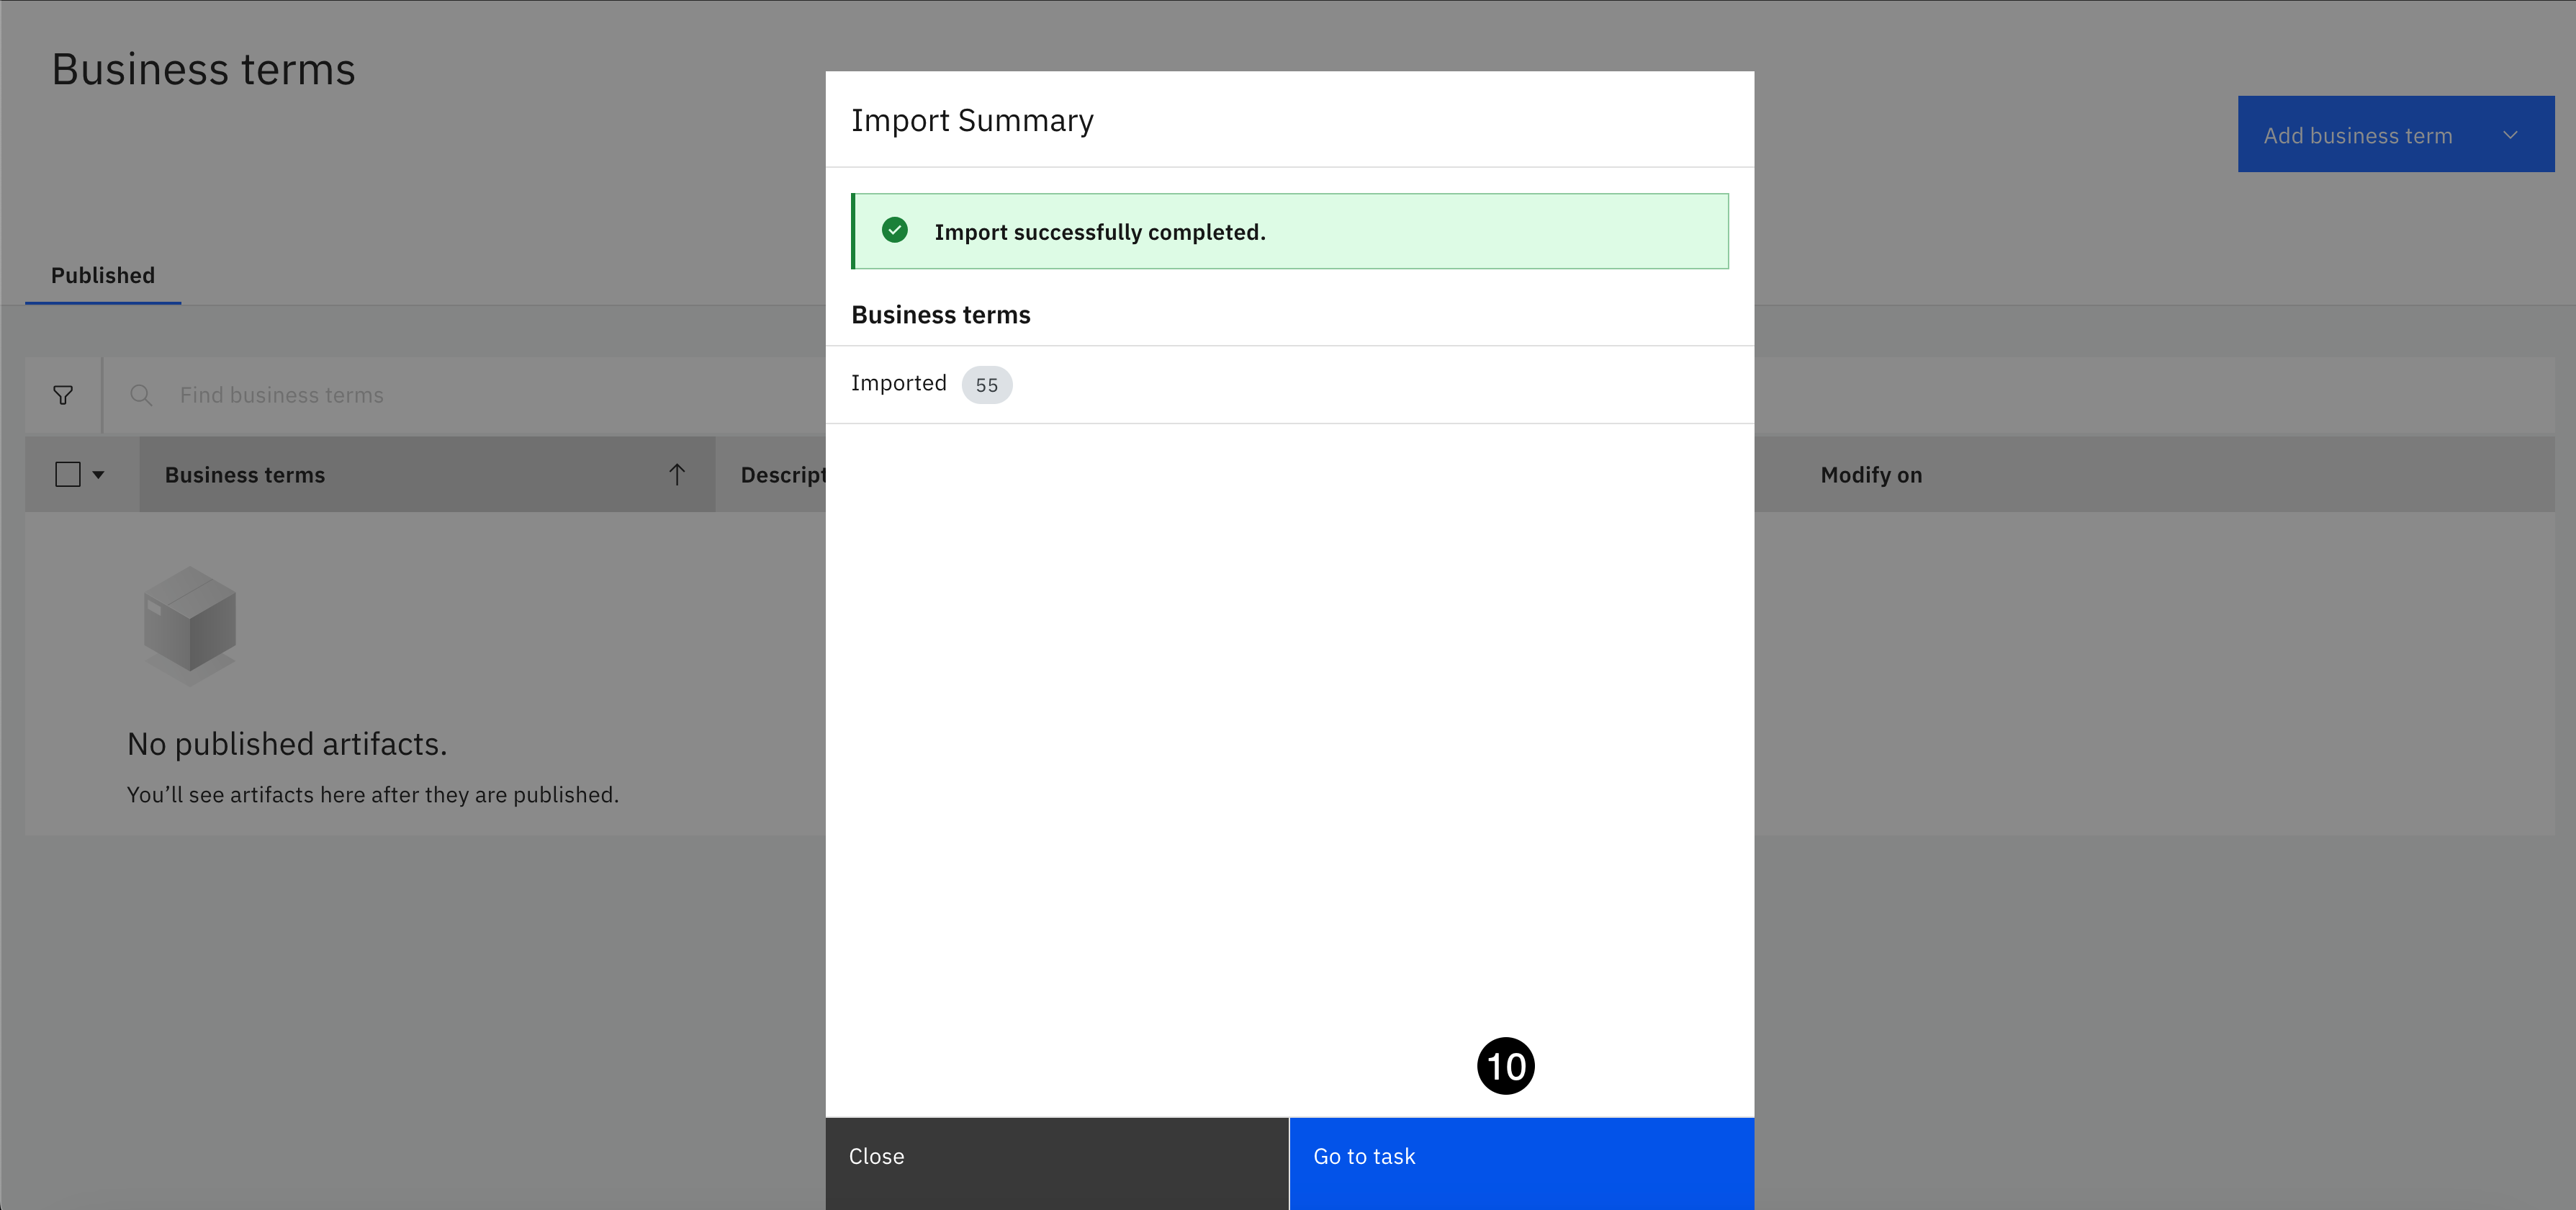 Business terms
Add business term
Published
Find business terms
Business terms
Descript
Modify on
No published artifacts.
You’ll see artifacts here after they are published.
Import Summary
Import successfully completed.
Business terms
Imported 55
10
Close
Go to task